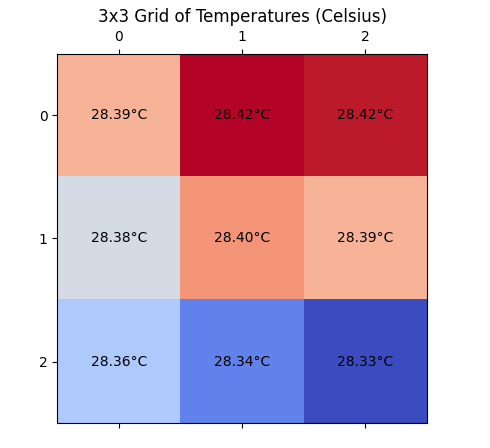 3x3 Grid of Temperatures (Celsius)
0 1 2
0 28.39°C 28.42°C 28.42°C
1 28.38°C 28.40°C 28.39°C
2 28.36°C 28.34°C 28.33°C